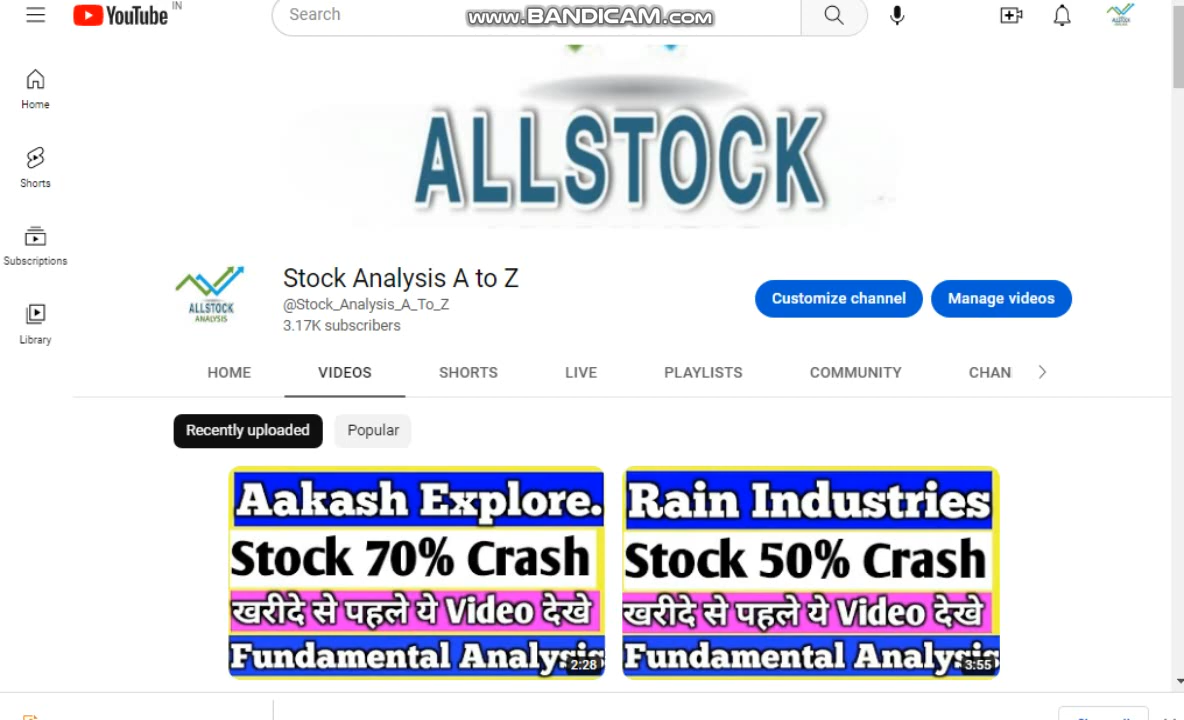 YouTube IN
Search
www.BANDICAM.com
Home
Shorts
Subscriptions
Library
ALLSTOCK
ALLSTOCK
ANALYSIS
Stock Analysis A to Z
@Stock_Analysis_A_To_Z
3.17K subscribers
Customize channel
Manage videos
HOME VIDEOS SHORTS LIVE PLAYLISTS COMMUNITY CHAN
Recently uploaded
Popular
Aakash Explore.
Stock 70% Crash
खरीदे से पहले ये Video देखे
Fundamental Analysis
2:28
Rain Industries
Stock 50% Crash
खरीदे से पहले ये Video देखे
Fundamental Analysis
3:55